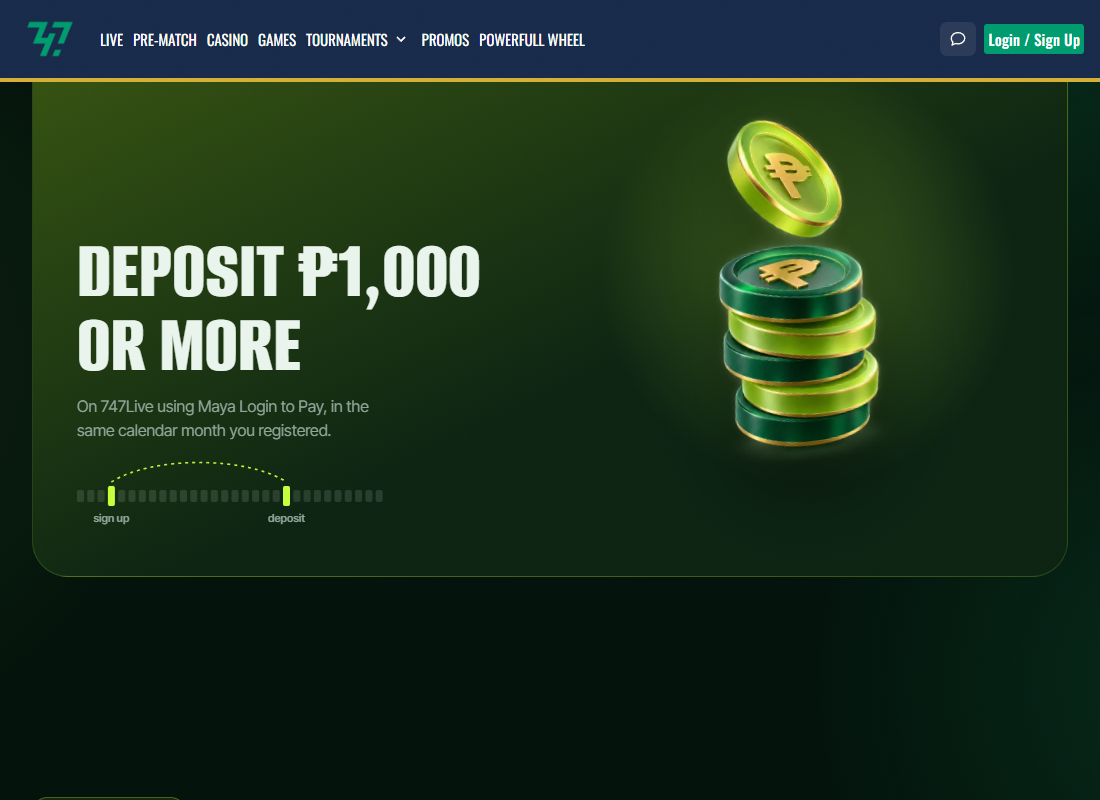 747
LIVE PRE-MATCH CASINO GAMES TOURNAMENTS PROMOS POWERFULL WHEEL Login / Sign Up
DEPOSIT ₱1,000
OR MORE
On 747Live using Maya Login to Pay, in the
same calendar month you registered.
sign up deposit